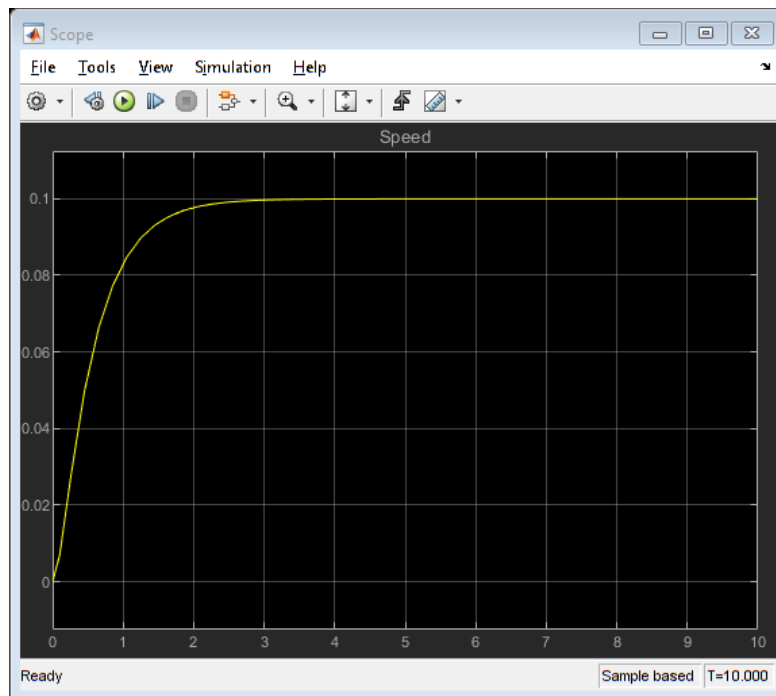 Scope
File Tools View Simulation Help
Speed
0.1
0.08
0.06
0.04
0.02
0
0 1 2 3 4 5 6 7 8 9 10
Ready Sample based T=10.000